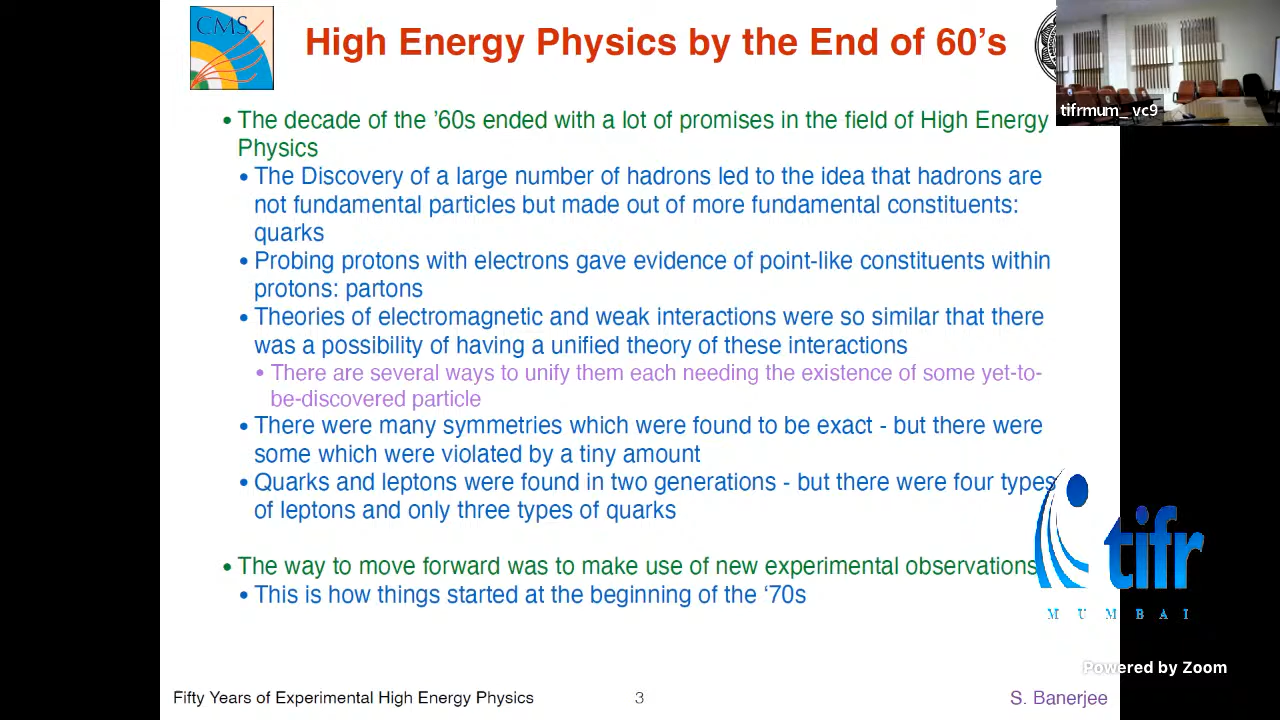 CMS
High Energy Physics by the End of 60’s
tifrmum_ vc9
• The decade of the ’60s ended with a lot of promises in the field of High Energy
Physics
• The Discovery of a large number of hadrons led to the idea that hadrons are
not fundamental particles but made out of more fundamental constituents:
quarks
• Probing protons with electrons gave evidence of point-like constituents within
protons: partons
• Theories of electromagnetic and weak interactions were so similar that there
was a possibility of having a unified theory of these interactions
• There are several ways to unify them each needing the existence of some yet-to-
be-discovered particle
• There were many symmetries which were found to be exact - but there were
some which were violated by a tiny amount
• Quarks and leptons were found in two generations - but there were four types
of leptons and only three types of quarks
• The way to move forward was to make use of new experimental observations
• This is how things started at the beginning of the ‘70s
tifr
MUMBAI
Powered by Zoom
Fifty Years of Experimental High Energy Physics
3
S. Banerjee